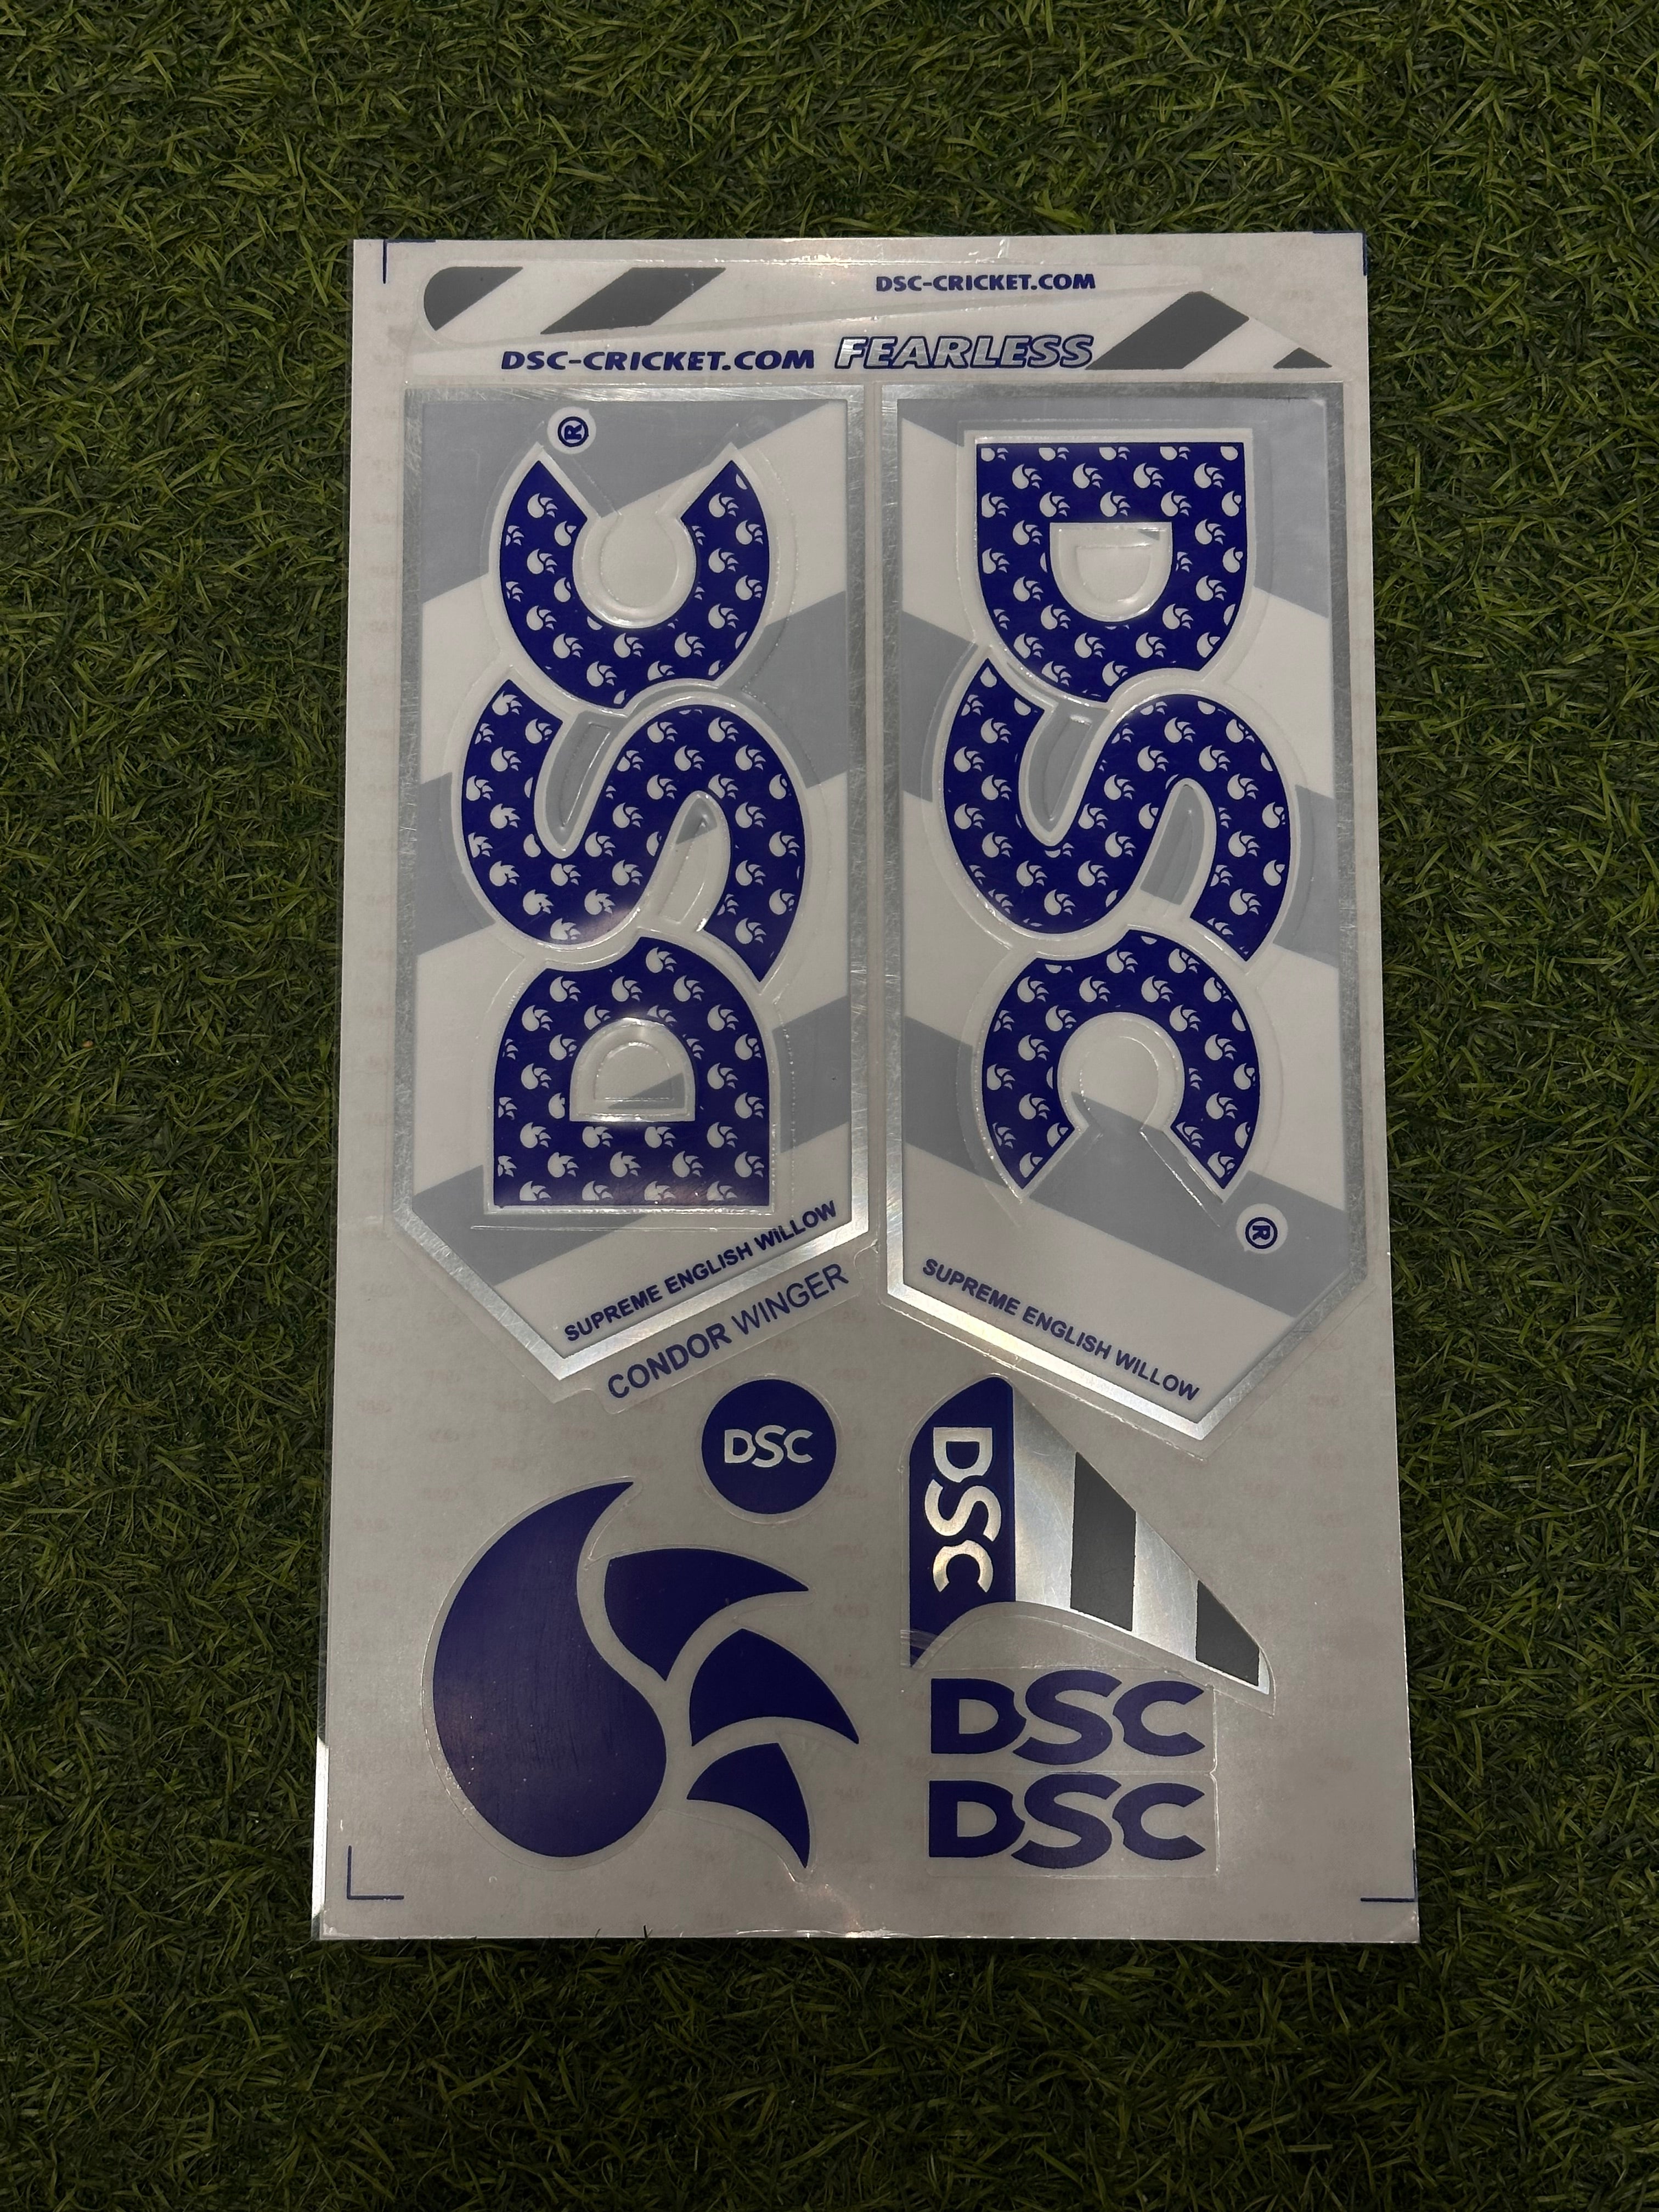 DSC-CRICKET.COM
DSC-CRICKET.COM FEARLESS
DSC®
SUPREME ENGLISH WILLOW
CONDOR WINGER
DSC®
SUPREME ENGLISH WILLOW
DSC
DSC
DSC
DSC